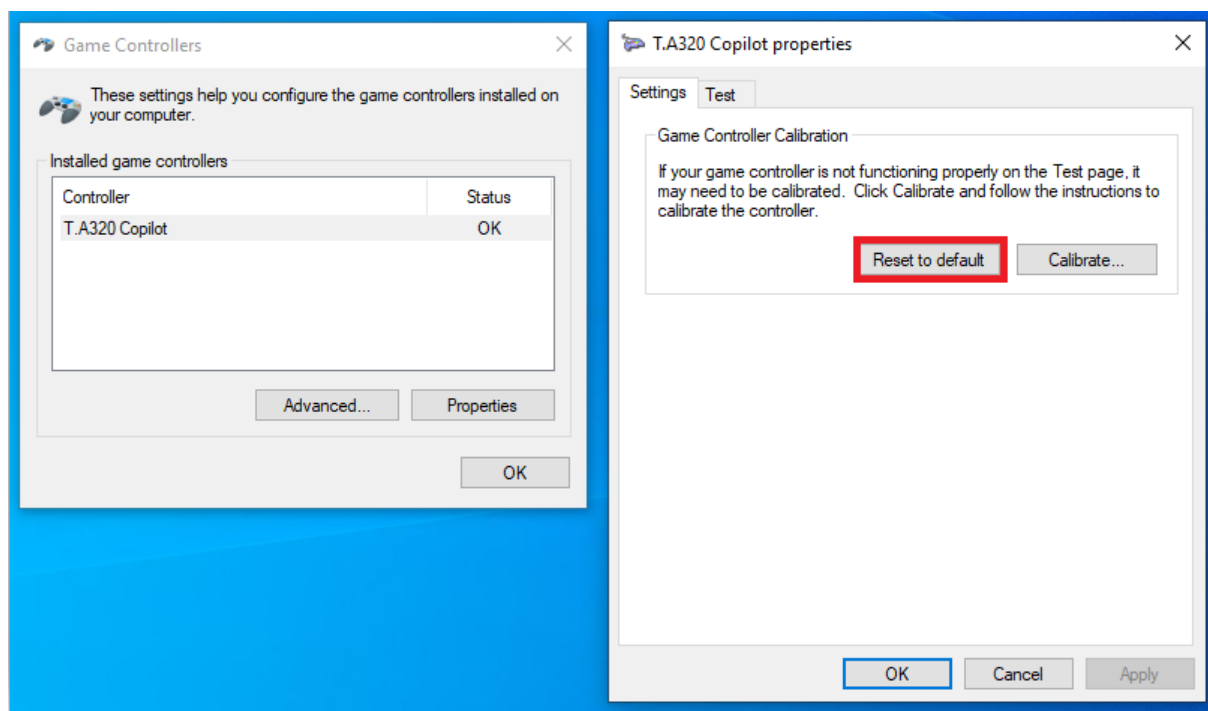 Game Controllers
These settings help you configure the game controllers installed on
your computer.
Installed game controllers
Controller Status
T.A320 Copilot OK
Advanced... Properties
OK
T.A320 Copilot properties
Settings Test
Game Controller Calibration
If your game controller is not functioning properly on the Test page, it
may need to be calibrated.  Click Calibrate and follow the instructions to
calibrate the controller.
Reset to default Calibrate...
OK Cancel Apply